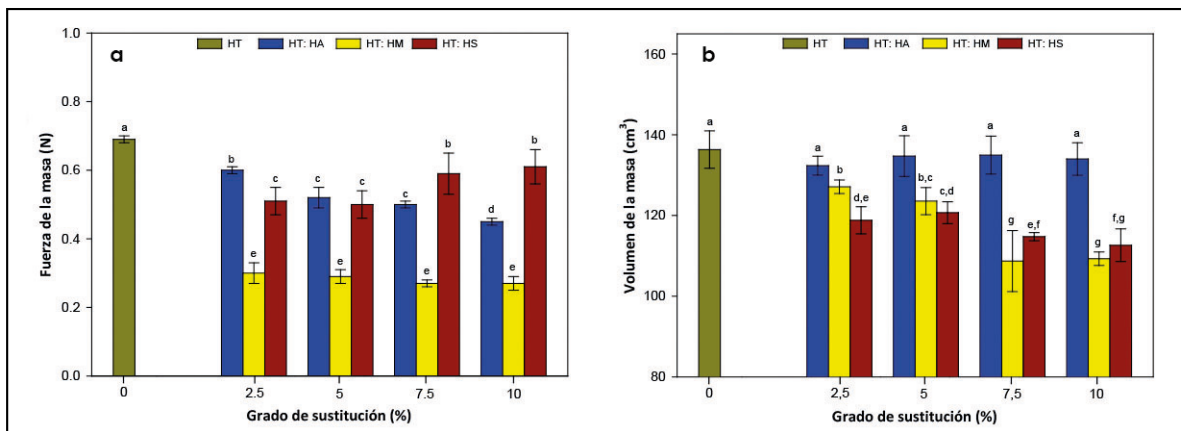 a
HT HT: HA HT: HM HT: HS
Fuerza de la masa (N)
1.0
0.8
0.6
0.4
0.2
0.0
a
b
e
c
c
e
c
c
e
b
d
e
b
0 2.5 5 7.5 10
Grado de sustitución (%)
b
HT HT: HA HT: HM HT: HS
Volumen de la masa (cm³)
160
140
120
100
80
a
a
b
d,e
a
b,c
c,d
a
g
e,f
a
g
f,g
0 2,5 5 7,5 10
Grado de sustitución (%)